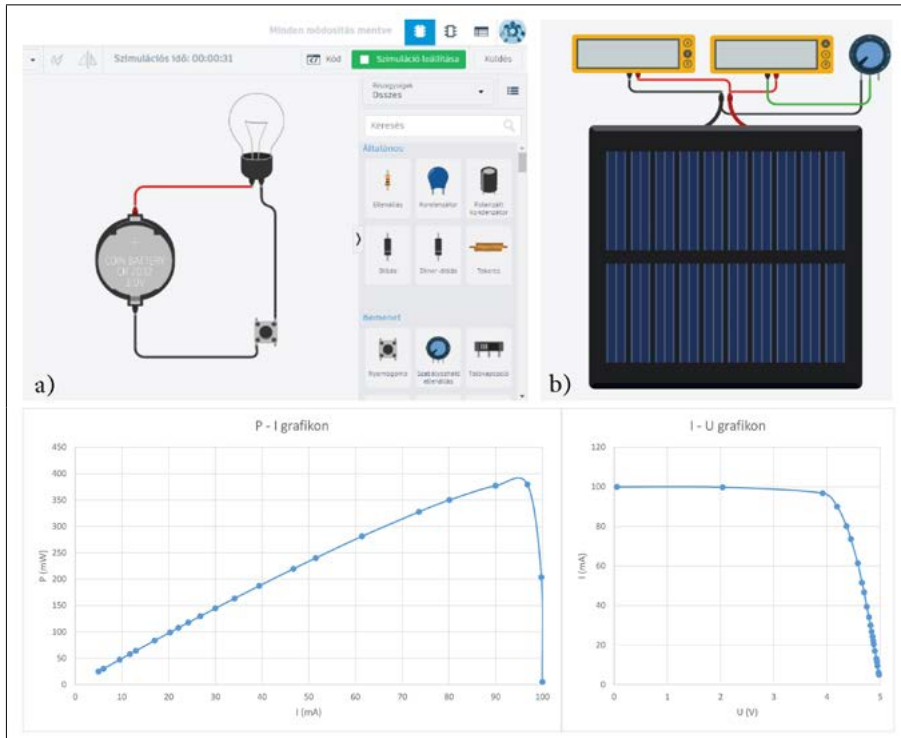 Minden módosítás mentve
Szimulációs idő: 00:00:31
Kód
Szimuláció leállítása
Küldés
Részegységek
Összes
Keresés
Általános
Ellenállás
Kondenzátor
Polarizált kondenzátor
Dióda
Zener-dióda
Tekercs
Bemenet
Nyomógomb
Szabályozható ellenállás
Tolókapcsoló
COIN BATTERY
CR 2032
3.0V
a)
b)
P - I grafikon
450
400
350
300
250
200
150
100
50
0
P (mW)
0 10 20 30 40 50 60 70 80 90 100
I (mA)
I - U grafikon
120
100
80
60
40
20
0
I (mA)
0 1 2 3 4 5
U (V)